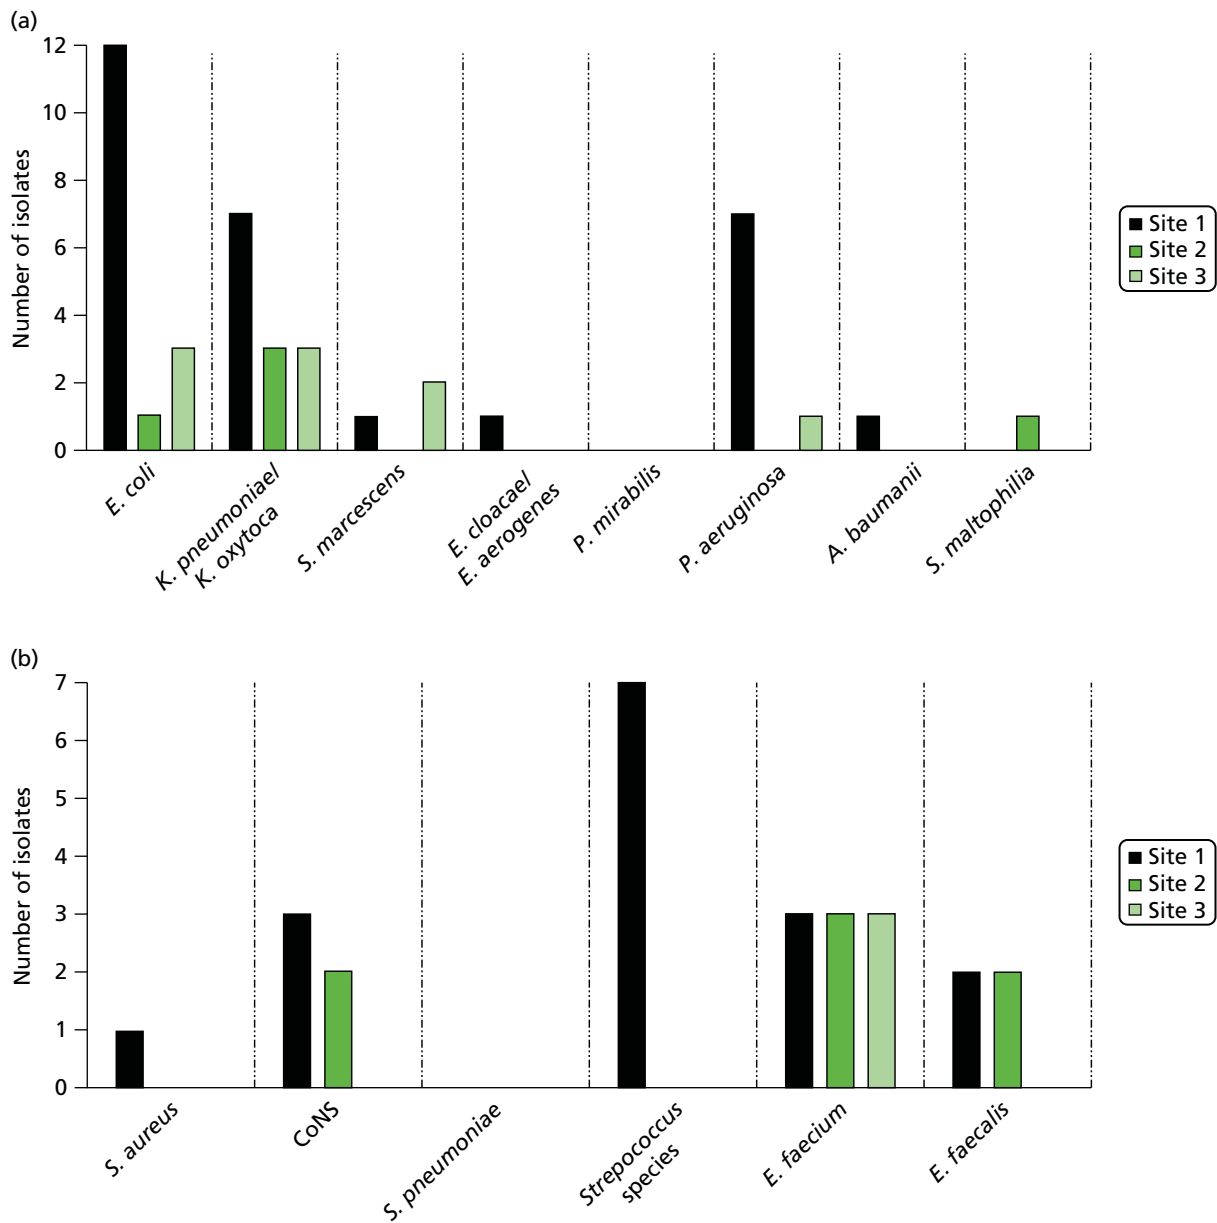 (a)
12
10
8
6
4
2
0
Number of isolates
E. coli
K. pneumoniae/
K. oxytoca
S. marcescens
E. cloacae/
E. aerogenes
P. mirabilis
P. aeruginosa
A. baumanii
S. maltophilia
Site 1
Site 2
Site 3
(b)
7
6
5
4
3
2
1
0
Number of isolates
S. aureus
CoNS
S. pneumoniae
Strepococcus
species
E. faecium
E. faecalis
Site 1
Site 2
Site 3